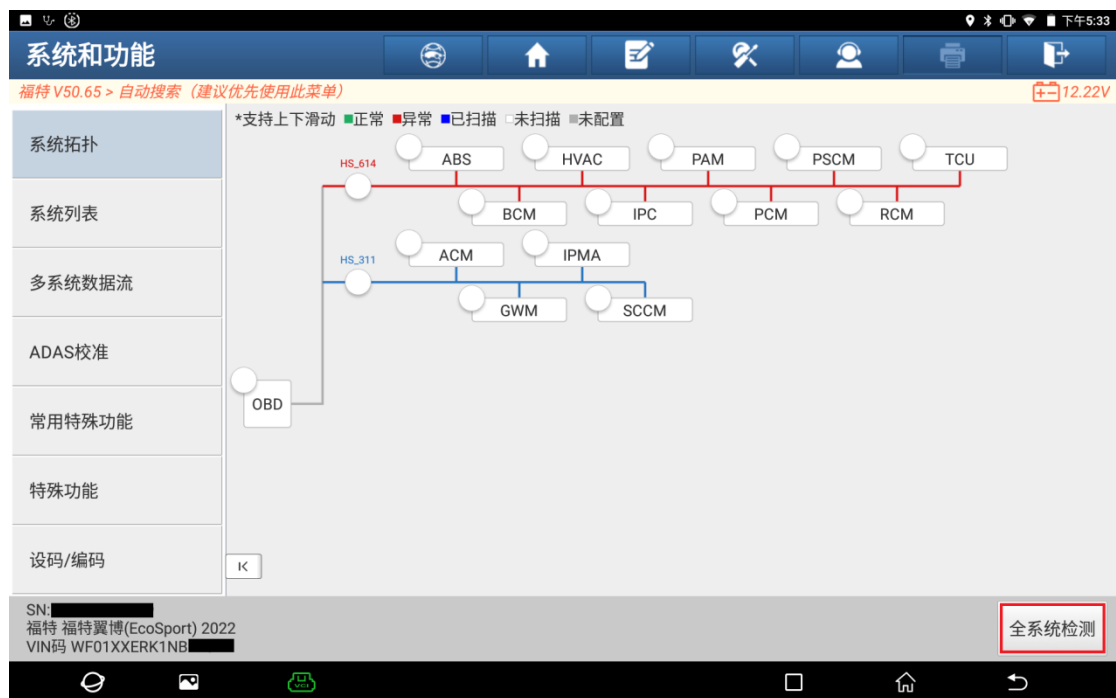 下午5:33
系统和功能
福特 V50.65 > 自动搜索（建议优先使用此菜单）
12.22V
系统拓扑
系统列表
多系统数据流
ADAS校准
常用特殊功能
特殊功能
设码/编码
*支持上下滑动 正常 异常 已扫描 未扫描 未配置
HS_614
ABS
HVAC
PAM
PSCM
TCU
BCM
IPC
PCM
RCM
HS_311
ACM
IPMA
GWM
SCCM
OBD
SN:
福特 福特翼博(EcoSport) 2022
VIN码 WF01XXERK1NB
全系统检测
VCI